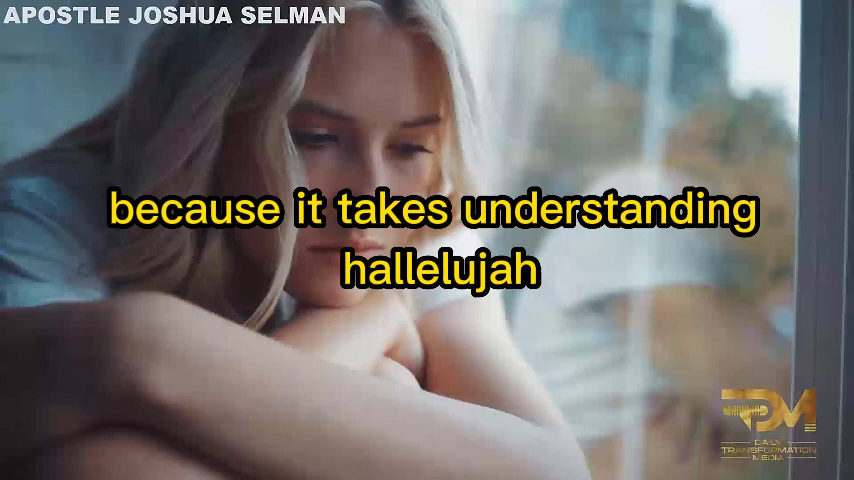 APOSTLE JOSHUA SELMAN
because it takes understanding
hallelujah
DAILY
TRANSFORMATION
MEDIA